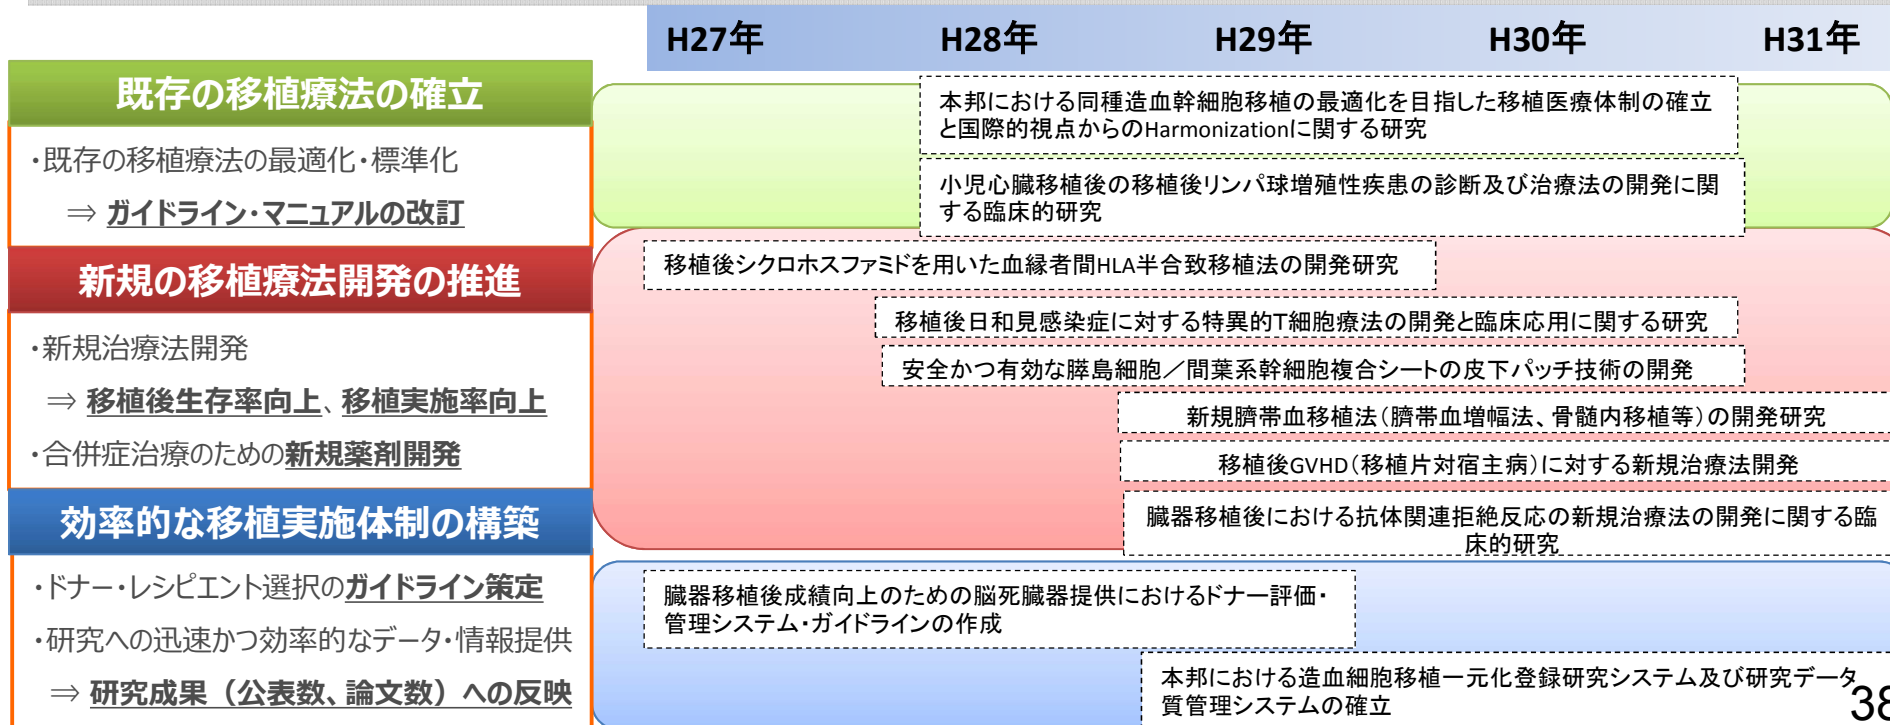 H27年 H28年 H29年 H30年 H31年
既存の移植療法の確立
・既存の移植療法の最適化・標準化
⇒ ガイドライン・マニュアルの改訂
本邦における同種造血幹細胞移植の最適化を目指した移植医療体制の確立
と国際的視点からのHarmonizationに関する研究
小児心臓移植後の移植後リンパ球増殖性疾患の診断及び治療法の開発に関
する臨床的研究
新規の移植療法開発の推進
・新規治療法開発
⇒ 移植後生存率向上、移植実施率向上
・合併症治療のための新規薬剤開発
移植後シクロホスファミドを用いた血縁者間HLA半合致移植法の開発研究
移植後日和見感染症に対する特異的T細胞療法の開発と臨床応用に関する研究
安全かつ有効な膵島細胞／間葉系幹細胞複合シートの皮下パッチ技術の開発
新規臍帯血移植法（臍帯血増幅法、骨髄内移植等）の開発研究
移植後GVHD（移植片対宿主病）に対する新規治療法開発
臓器移植後における抗体関連拒絶反応の新規治療法の開発に関する臨
床的研究
効率的な移植実施体制の構築
・ドナー・レシピエント選択のガイドライン策定
・研究への迅速かつ効率的なデータ・情報提供
⇒ 研究成果（公表数、論文数）への反映
臓器移植後成績向上のための脳死臓器提供におけるドナー評価・
管理システム・ガイドラインの作成
本邦における造血細胞移植一元化登録研究システム及び研究データ
質管理システムの確立
38